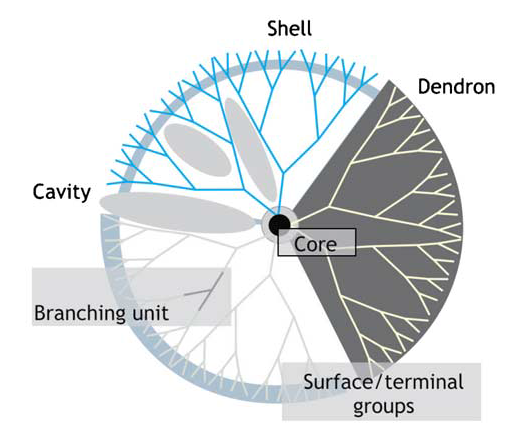 Shell
Dendron
Cavity
Core
Branching unit
Surface/terminal
groups